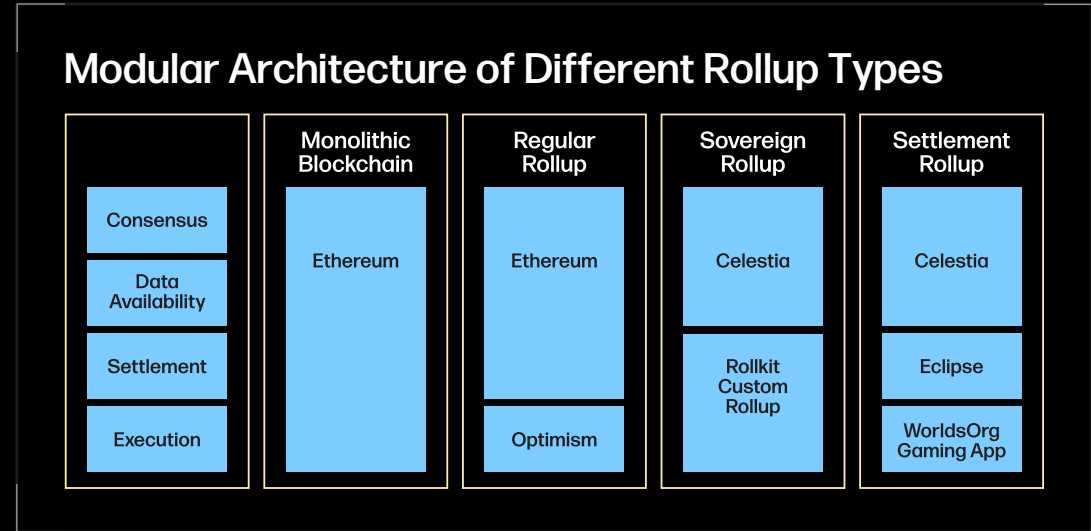 Modular Architecture of Different Rollup Types
Consensus
Data
Availability
Settlement
Execution
Monolithic
Blockchain
Ethereum
Regular
Rollup
Ethereum
Optimism
Sovereign
Rollup
Celestia
Rollkit
Custom
Rollup
Settlement
Rollup
Celestia
Eclipse
WorldsOrg
Gaming App